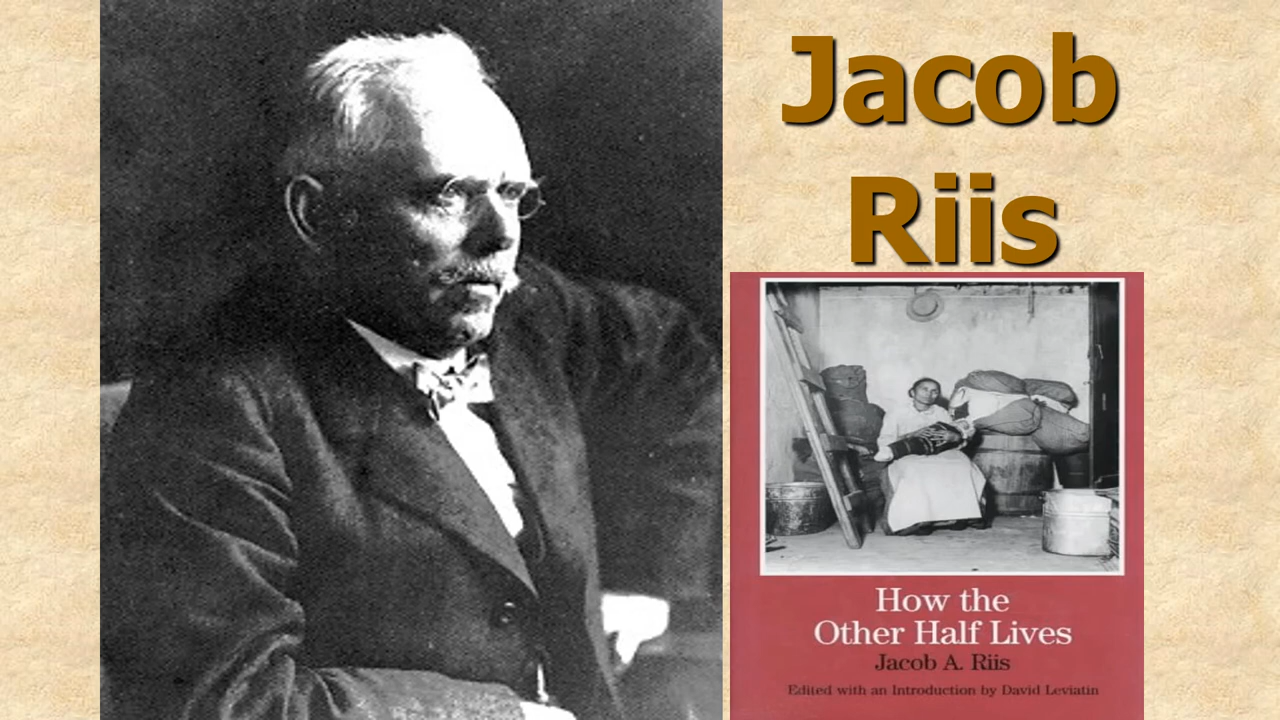 Jacob
Riis
How the
Other Half Lives
Jacob A. Riis
Edited with an Introduction by David Leviatin